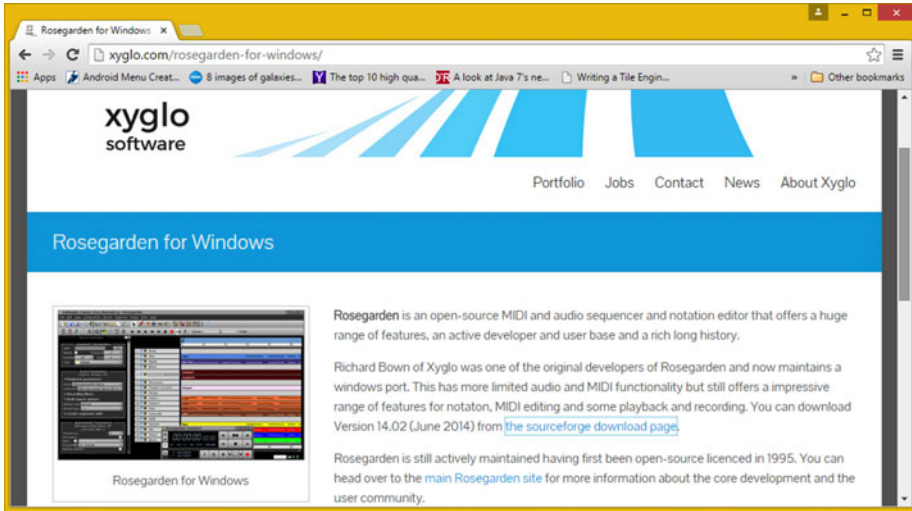 Rosegarden for Windows
xyglo.com/rosegarden-for-windows/
Apps Android Menu Creat... 8 images of galaxies... The top 10 high qua... A look at Java 7's ne... Writing a Tile Engin... » Other bookmarks
xyglo
software
Portfolio Jobs Contact News About Xyglo
Rosegarden for Windows
Rosegarden is an open-source MIDI and audio sequencer and notation editor that offers a huge
range of features, an active developer and user base and a rich long history.
Richard Bown of Xyglo was one of the original developers of Rosegarden and now maintains a
windows port. This has more limited audio and MIDI functionality but still offers a impressive
range of features for notaton, MIDI editing and some playback and recording. You can download
Version 14.02 (June 2014) from the sourceforge download page.
Rosegarden is still actively maintained having first been open-source licenced in 1995. You can
head over to the main Rosegarden site for more information about the core development and the
user community.
Rosegarden for Windows